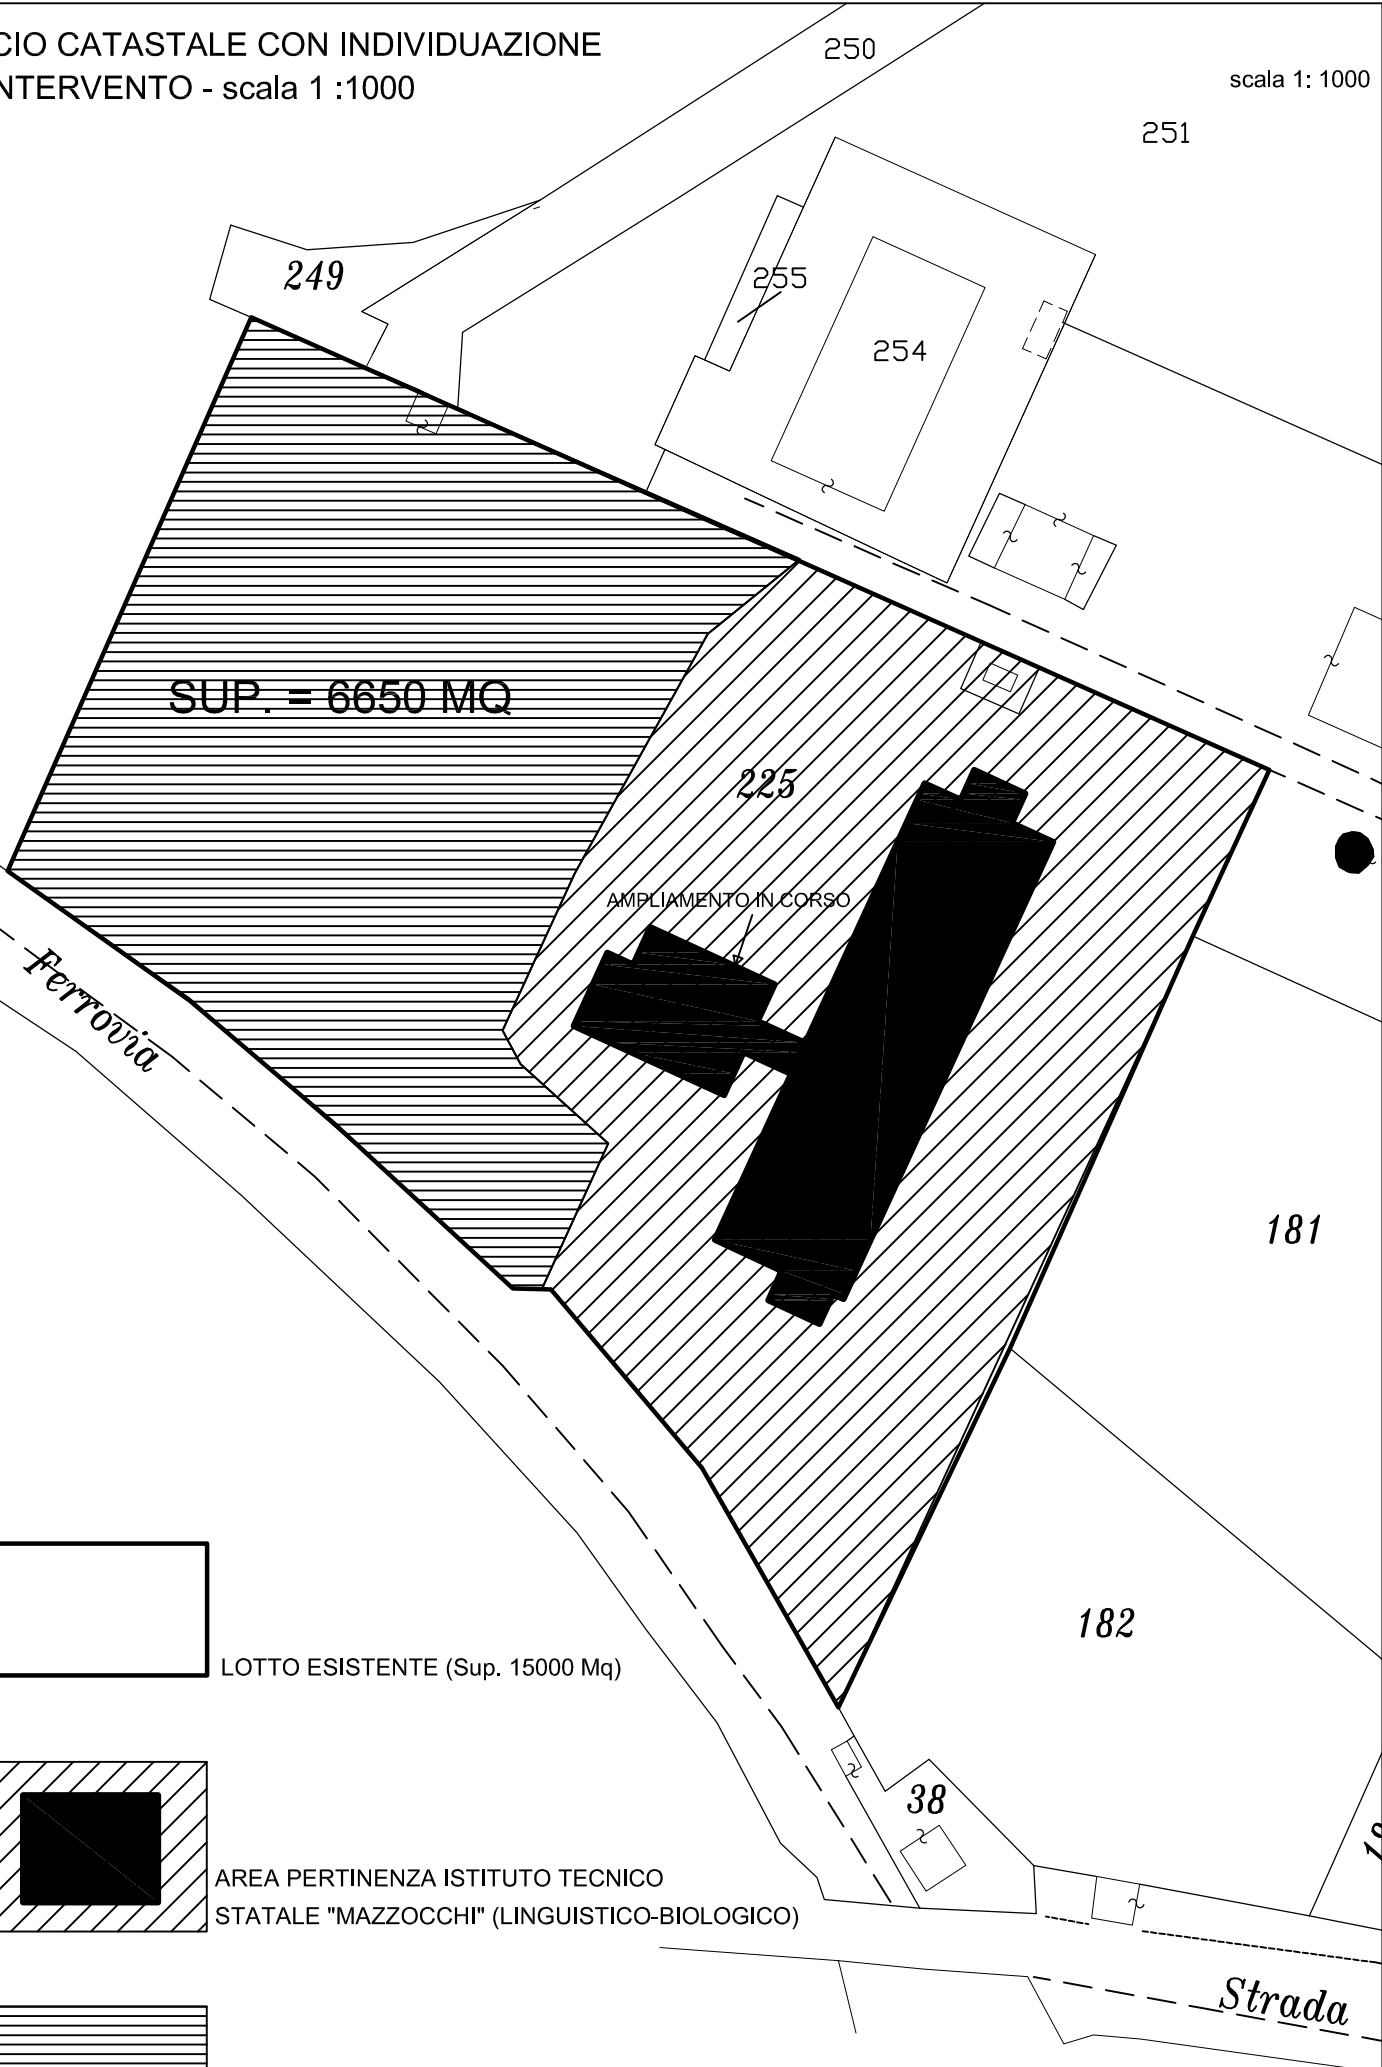 CIO CATASTALE CON INDIVIDUAZIONE
NTERVENTO - scala 1 :1000
scala 1: 1000
250
251
249
255
254
SUP. = 6650 MQ
225
AMPLIAMENTO IN CORSO
Ferrovia
181
182
LOTTO ESISTENTE (Sup. 15000 Mq)
38
18
AREA PERTINENZA ISTITUTO TECNICO
STATALE "MAZZOCCHI" (LINGUISTICO-BIOLOGICO)
Strada